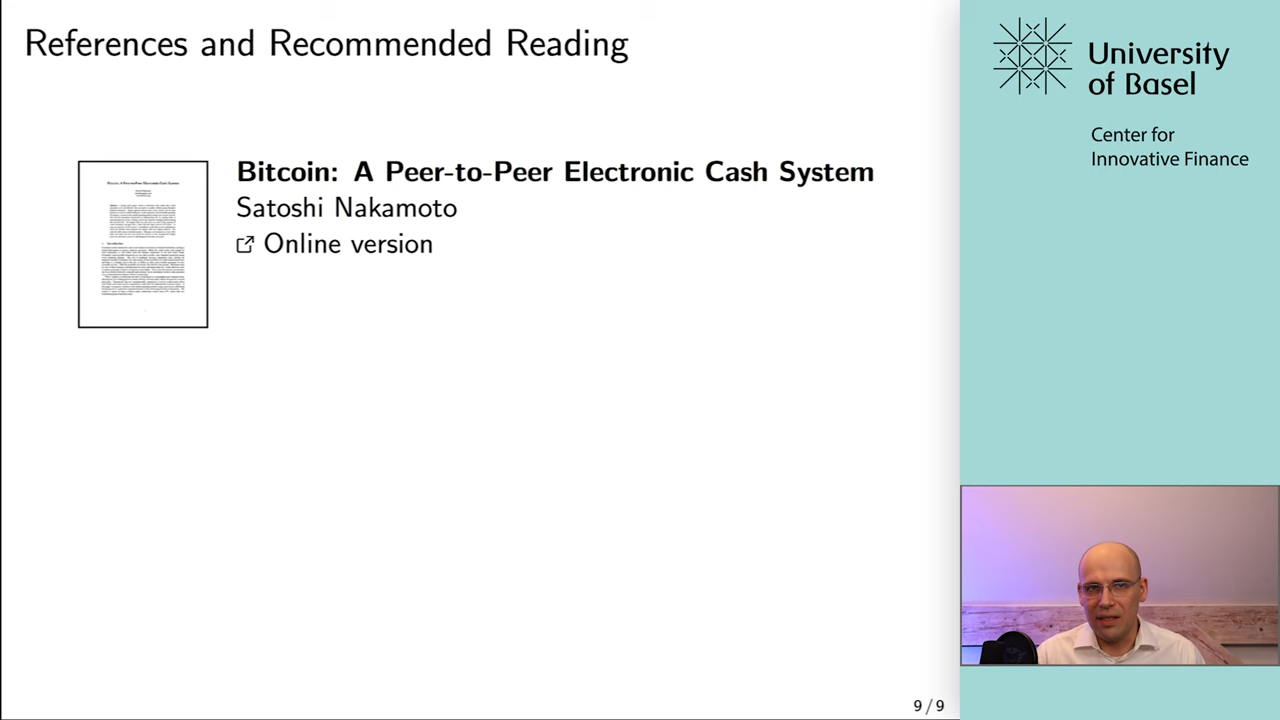 References and Recommended Reading
Bitcoin: A Peer-to-Peer Electronic Cash System
Satoshi Nakamoto
Online version
9 / 9
University
of Basel
Center for
Innovative Finance